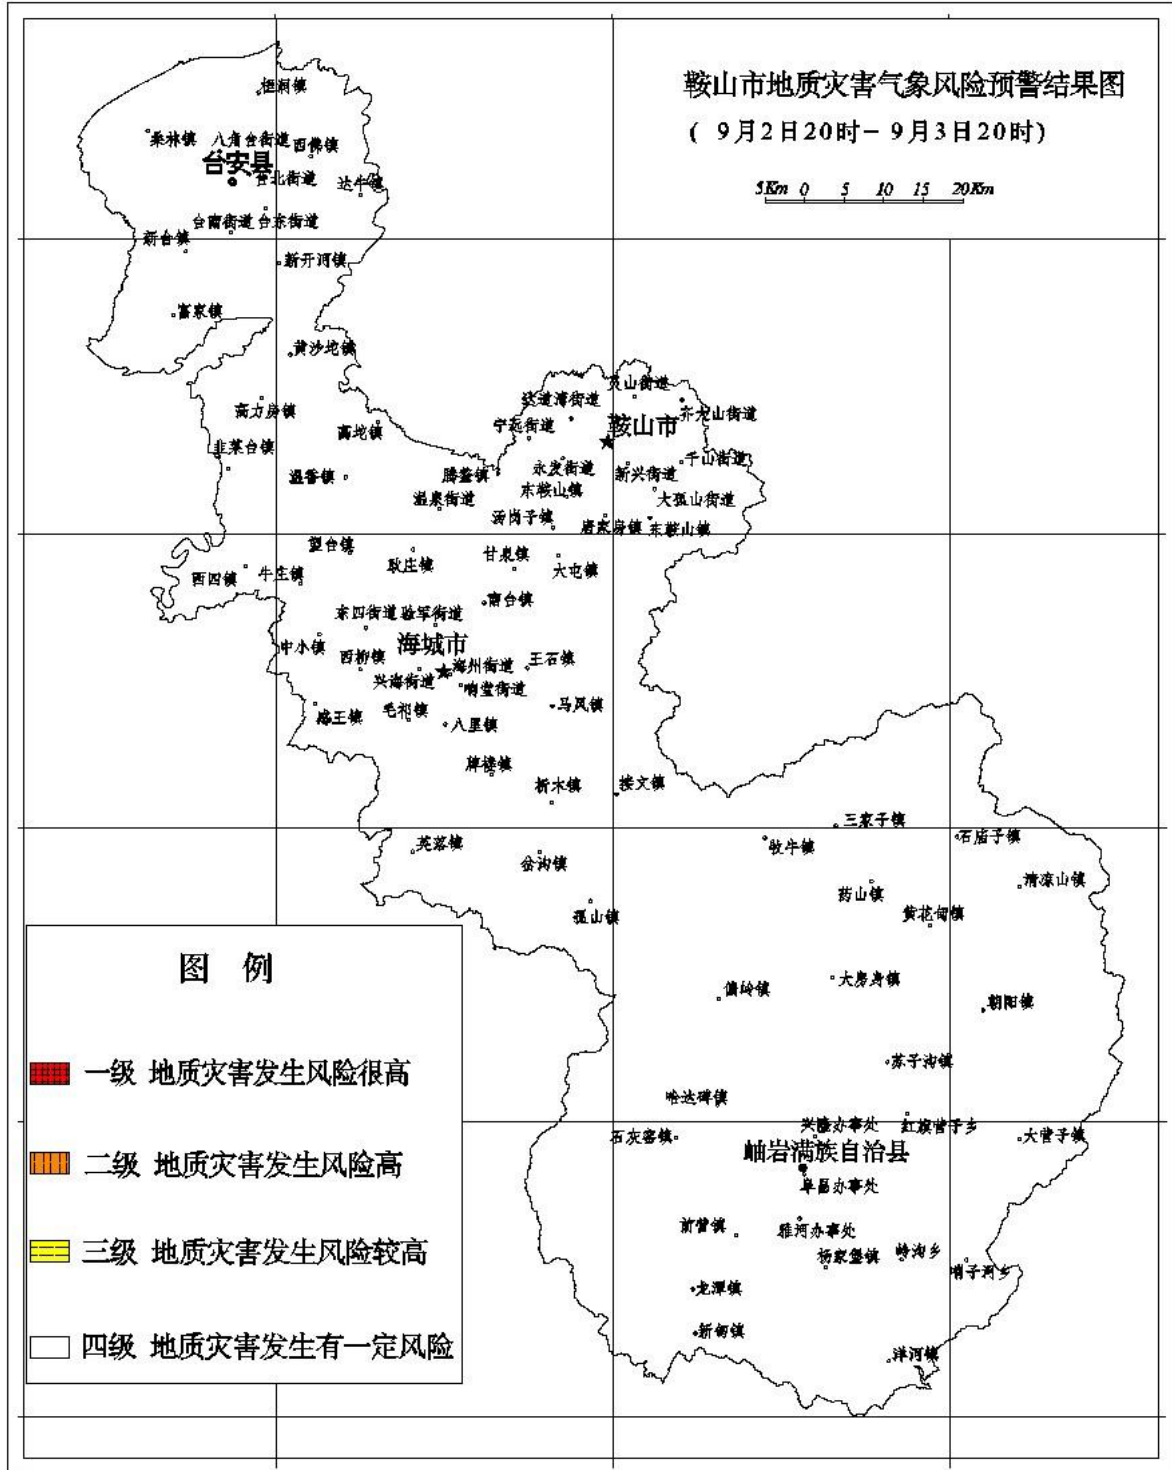 鞍山市地质灾害气象风险预警结果图
( 9月2日20时-9月3日20时)
5Km 0 5 10 15 20Km
桑林镇
八角台街道
西佛镇
台安县
台北街道
达牛镇
台南街道
台东街道
新台镇
新开河镇
富家镇
黄沙坨镇
灵山街道
达道湾街道
高力房镇
齐大山街道
宁远街道
鞍山市
高坨镇
韭菜台镇
千山街道
永发街道
新兴街道
温香镇
腾鳌镇
东鞍山镇
大孤山街道
温泉街道
汤岗子镇
唐家房镇
东鞍山镇
望台镇
甘泉镇
耿庄镇
大屯镇
西四镇
牛庄镇
南台镇
东四街道
验军街道
中小镇
海城市
西柳镇
海州街道
王石镇
兴海街道
响堂街道
感王镇
毛祁镇
马风镇
八里镇
牌楼镇
析木镇
接文镇
三家子镇
英落镇
牧牛镇
石庙子镇
岔沟镇
药山镇
清凉山镇
孤山镇
黄花甸镇
偏岭镇
大房身镇
朝阳镇
苏子沟镇
哈达碑镇
兴隆办事处
红旗营子乡
石灰窑镇
大营子镇
岫岩满族自治县
阜昌办事处
前营镇
雅河办事处
杨家堡镇
岭沟乡
哨子河乡
龙潭镇
新甸镇
洋河镇
图 例
一级 地质灾害发生风险很高
二级 地质灾害发生风险高
三级 地质灾害发生风险较高
四级 地质灾害发生有一定风险